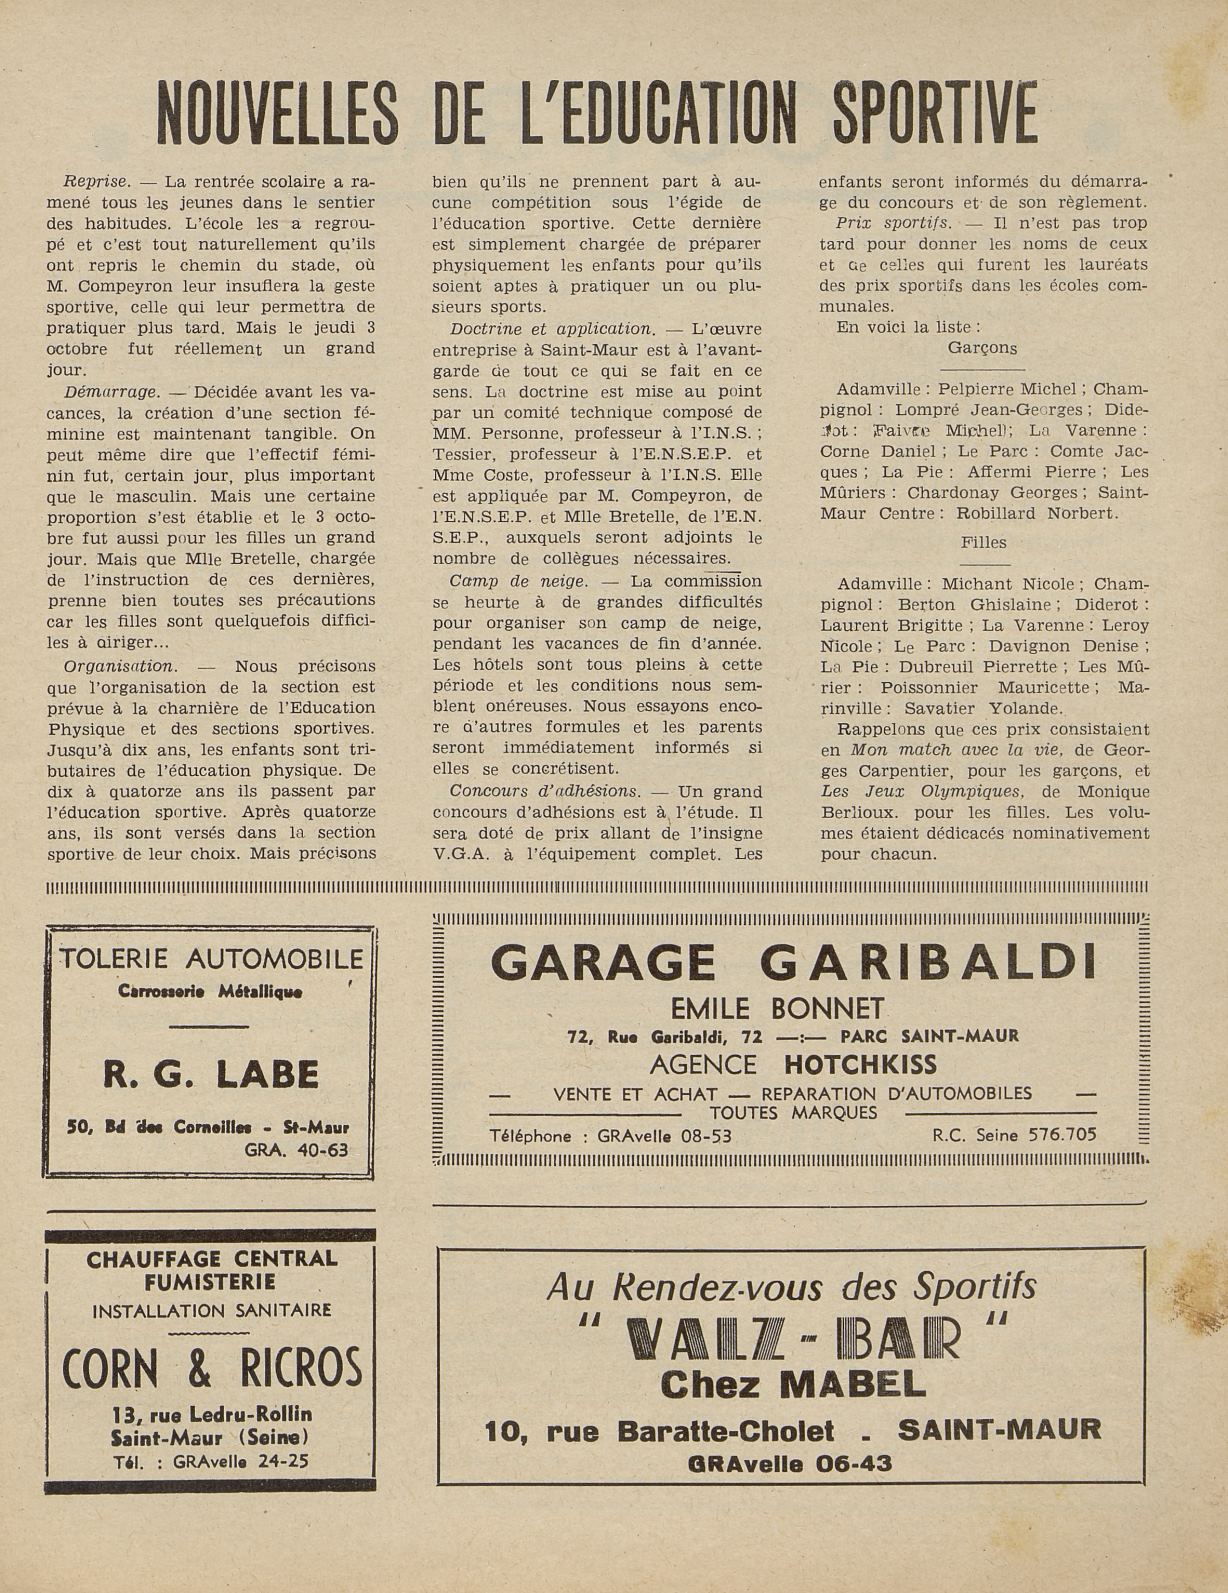 NOUVELLES DE L'EDUCATION SPORTIVE
Reprise. — La rentrée scolaire a ra-
mené tous les jeunes dans le sentier
des habitudes. L'école les a regrou-
pé et c'est tout naturellement qu'ils
ont repris le chemin du stade, où
M. Compeyron leur insuflera la geste
sportive, celle qui leur permettra de
pratiquer plus tard. Mais le jeudi 3
octobre fut réellement un grand
jour.
Démarrage. — Décidée avant les va-
cances, la création d'une section fé-
minine est maintenant tangible. On
peut même dire que l'effectif fémi-
nin fut, certain jour, plus important
que le masculin. Mais une certaine
proportion s'est établie et le 3 octo-
bre fut aussi pour les filles un grand
jour. Mais que Mlle Bretelle, chargée
de l'instruction de ces dernières,
prenne bien toutes ses précautions
car les filles sont quelquefois diffici-
les à diriger...
Organisation. — Nous précisons
que l'organisation de la section est
prévue à la charnière de l'Education
Physique et des sections sportives.
Jusqu'à dix ans, les enfants sont tri-
butaires de l'éducation physique. De
dix à quatorze ans ils passent par
l'éducation sportive. Après quatorze
ans, ils sont versés dans la section
sportive de leur choix. Mais précisons
bien qu'ils ne prennent part à au-
cune compétition sous l'égide de
l'éducation sportive. Cette dernière
est simplement chargée de préparer
physiquement les enfants pour qu'ils
soient aptes à pratiquer un ou plu-
sieurs sports.
Doctrine et application. — L'œuvre
entreprise à Saint-Maur est à l'avant-
garde de tout ce qui se fait en ce
sens. La doctrine est mise au point
par un comité technique composé de
MM. Personne, professeur à l'I.N.S. ;
Tessier, professeur à l'E.N.S.E.P. et
Mme Coste, professeur à l'I.N.S. Elle
est appliquée par M. Compeyron, de
l'E.N.S.E.P. et Mlle Bretelle, de l'E.N.
S.E.P., auxquels seront adjoints le
nombre de collègues nécessaires.
Camp de neige. — La commission
se heurte à de grandes difficultés
pour organiser son camp de neige,
pendant les vacances de fin d'année.
Les hôtels sont tous pleins à cette
période et les conditions nous sem-
blent onéreuses. Nous essayons enco-
re d'autres formules et les parents
seront immédiatement informés si
elles se concrétisent.
Concours d'adhésions. — Un grand
concours d'adhésions est à l'étude. Il
sera doté de prix allant de l'insigne
V.G.A. à l'équipement complet. Les
enfants seront informés du démarra-
ge du concours et de son règlement.
Prix sportifs. — Il n'est pas trop
tard pour donner les noms de ceux
et de celles qui furent les lauréats
des prix sportifs dans les écoles com-
munales.
En voici la liste :
Garçons
Adamville : Pelpierre Michel ; Cham-
pignol : Lompré Jean-Georges ; Dide-
rot : Faivre Michel ; La Varenne :
Corne Daniel ; Le Parc : Comte Jac-
ques ; La Pie : Affermi Pierre ; Les
Mûriers : Chardonay Georges ; Saint-
Maur Centre : Robillard Norbert.
Filles
Adamville : Michant Nicole ; Cham-
pignol : Berton Ghislaine ; Diderot :
Laurent Brigitte ; La Varenne : Leroy
Nicole ; Le Parc : Davignon Denise ;
La Pie : Dubreuil Pierrette ; Les Mû-
rier : Poissonnier Mauricette ; Ma-
rinville : Savatier Yolande.
Rappelons que ces prix consistaient
en Mon match avec la vie, de Geor-
ges Carpentier, pour les garçons, et
Les Jeux Olympiques, de Monique
Berlioux. pour les filles. Les volu-
mes étaient dédicacés nominativement
pour chacun.
TOLERIE AUTOMOBILE
Carrosserie Métallique
R. G. LABE
50, Bd des Corneilles - St-Maur
GRA. 40-63
GARAGE GARIBALDI
EMILE BONNET
72, Rue Garibaldi, 72 —:— PARC SAINT-MAUR
AGENCE HOTCHKISS
— VENTE ET ACHAT — REPARATION D'AUTOMOBILES —
TOUTES MARQUES
Téléphone : GRAvelle 08-53 R.C. Seine 576.705
CHAUFFAGE CENTRAL
FUMISTERIE
INSTALLATION SANITAIRE
CORN & RICROS
13, rue Ledru-Rollin
Saint-Maur (Seine)
Tél. : GRAvelle 24-25
Au Rendez-vous des Sportifs
" VALZ-BAR "
Chez MABEL
10, rue Baratte-Cholet - SAINT-MAUR
GRAvelle 06-43